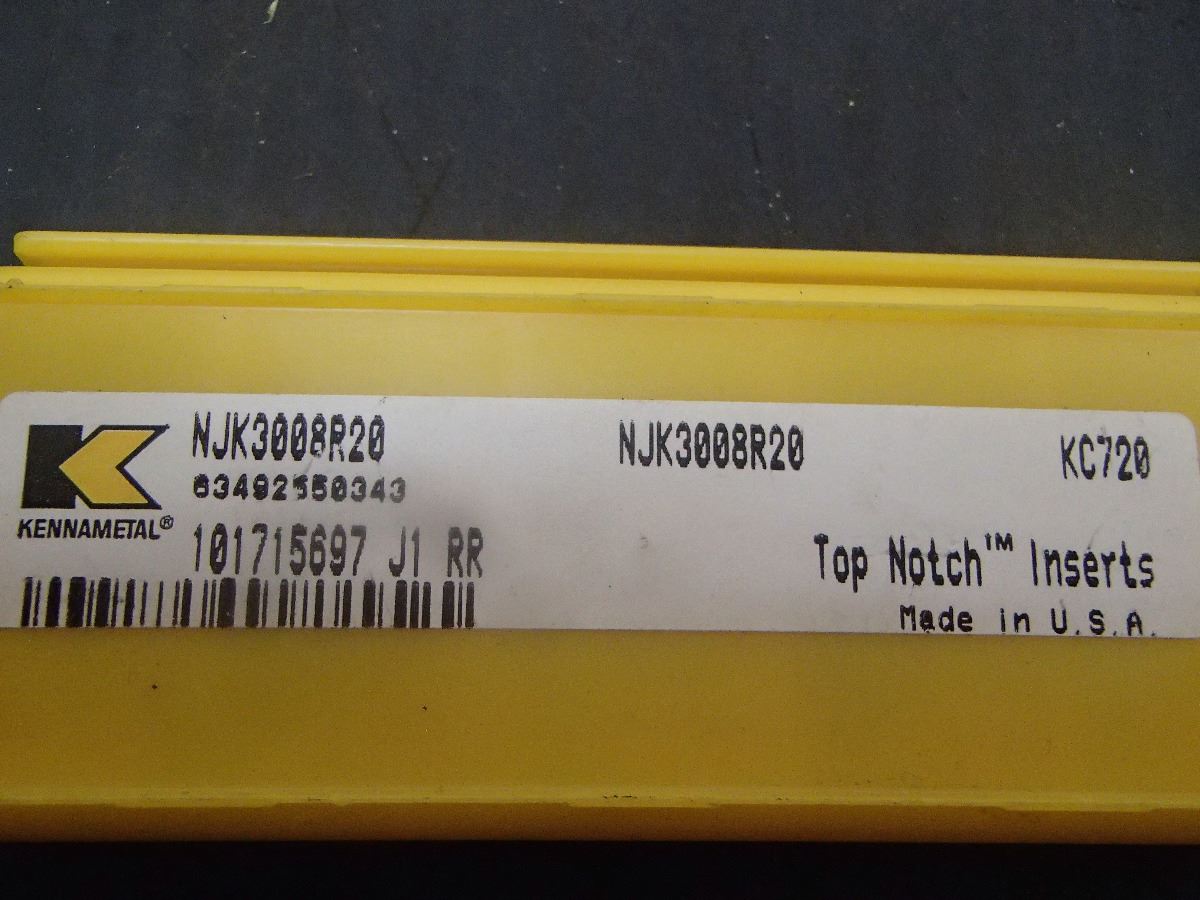 NJK3008R20
63492550343
101715697 J1 RR
KENNAMETAL®
NJK3008R20
KC720
Top Notch™ Inserts
Made in U.S.A.